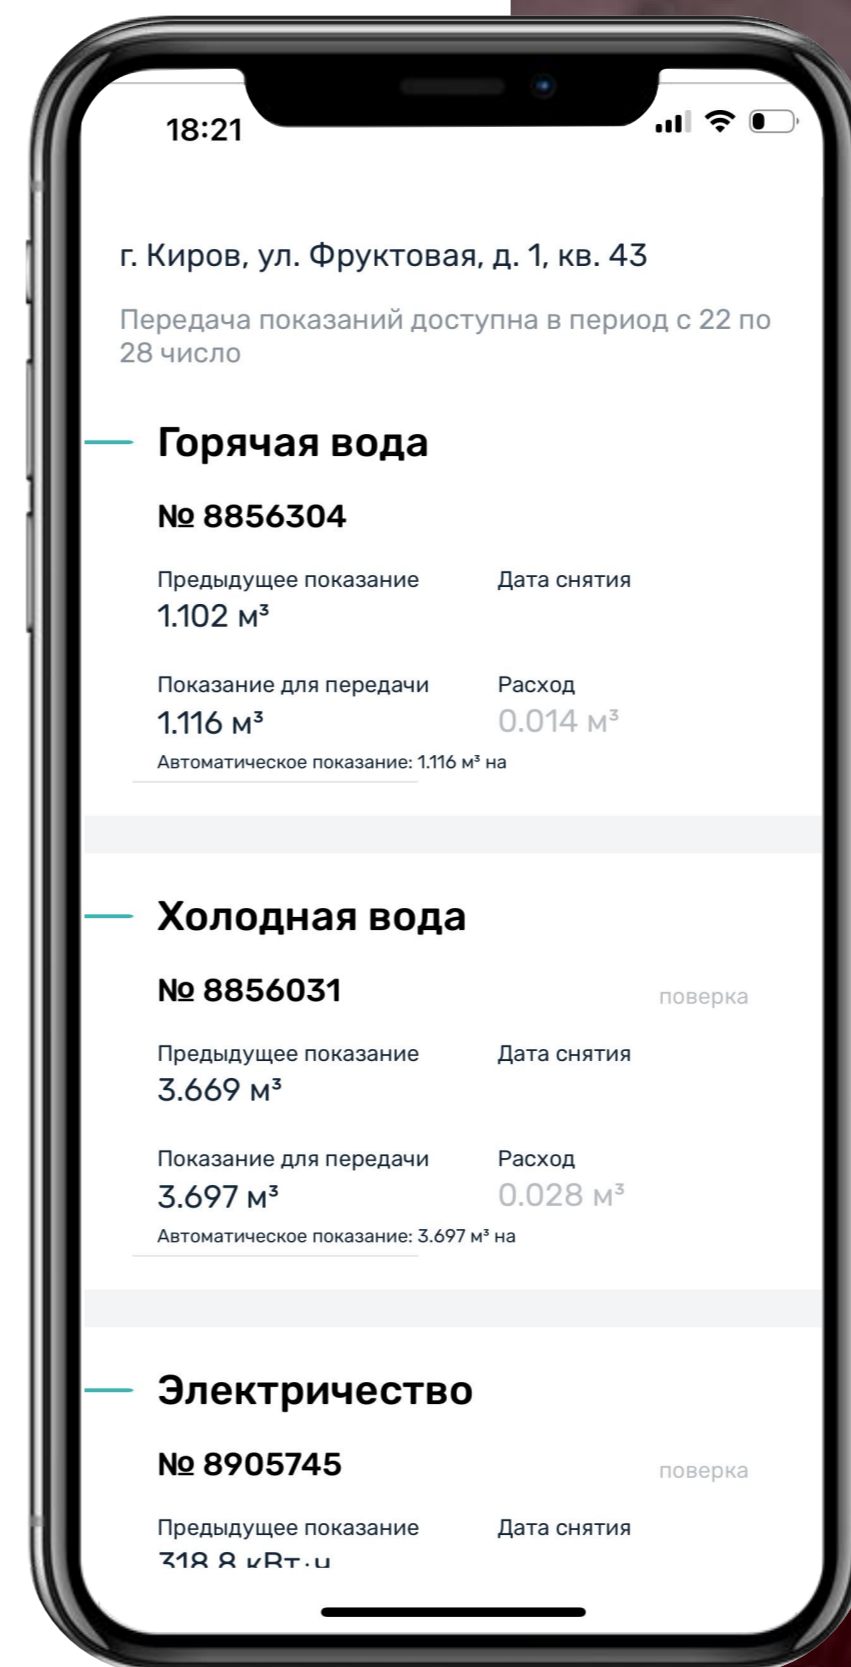 18:21
г. Киров, ул. Фруктовая, д. 1, кв. 43
Передача показаний доступна в период с 22 по
28 число
Горячая вода
№ 8856304
Предыдущее показание Дата снятия
1.102 м³
Показание для передачи Расход
1.116 м³ 0.014 м³
Автоматическое показание: 1.116 м³ на
Холодная вода
№ 8856031 поверка
Предыдущее показание Дата снятия
3.669 м³
Показание для передачи Расход
3.697 м³ 0.028 м³
Автоматическое показание: 3.697 м³ на
Электричество
№ 8905745 поверка
Предыдущее показание Дата снятия
318.8 кВт·ч